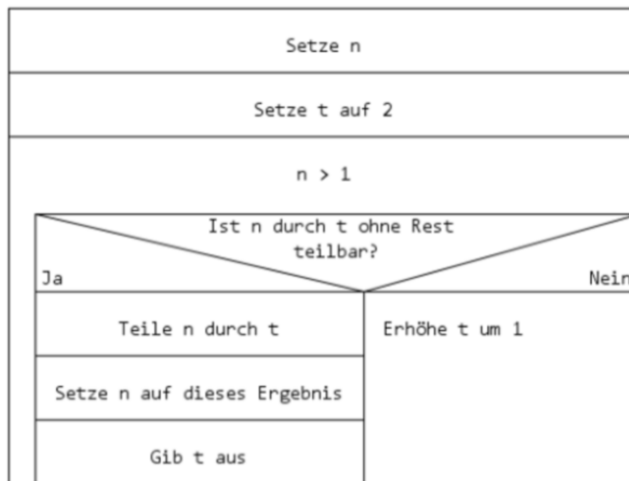 Setze n
Setze t auf 2
n > 1
Ist n durch t ohne Rest
teilbar?
Ja
Nein
Teile n durch t
Erhöhe t um 1
Setze n auf dieses Ergebnis
Gib t aus